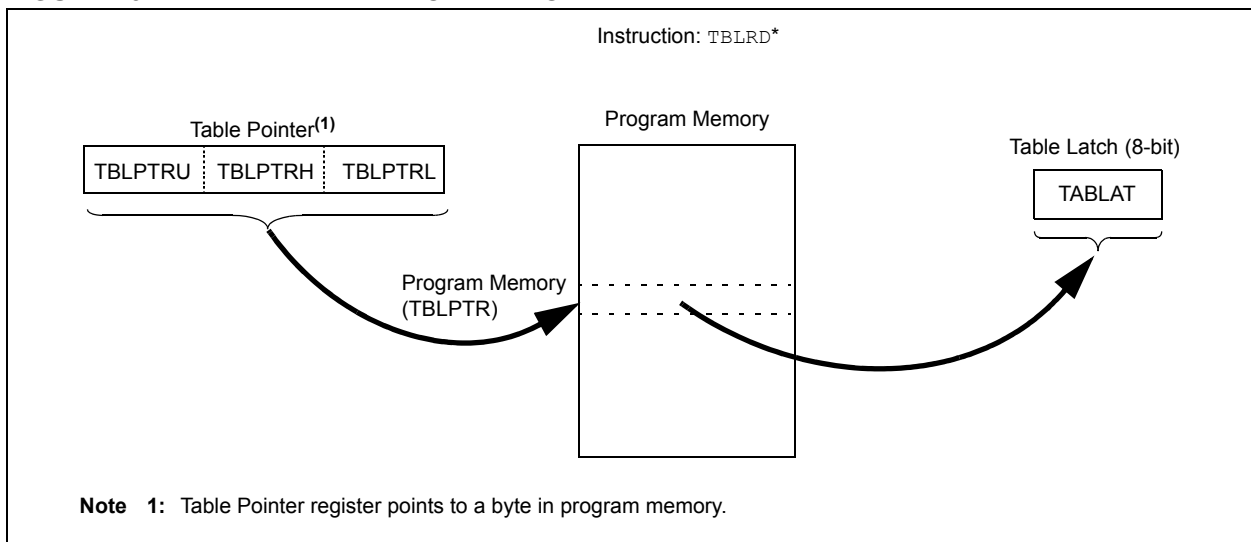 Instruction: TBLRD*
Table Pointer(1)
TBLPTRU TBLPTRH TBLPTRL
Program Memory
Table Latch (8-bit)
TABLAT
Program Memory
(TBLPTR)
Note 1: Table Pointer register points to a byte in program memory.